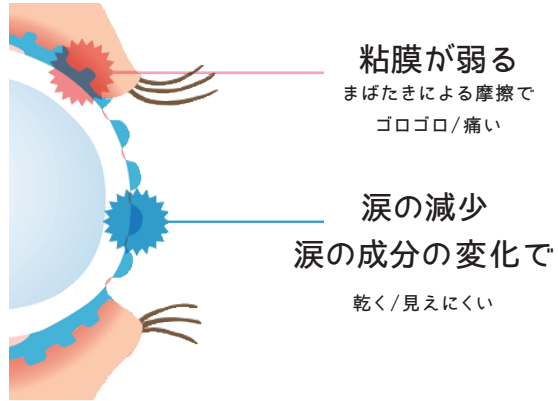 粘膜が弱る
まばたきによる摩擦で
ゴロゴロ/痛い
涙の減少
涙の成分の変化で
乾く/見えにくい